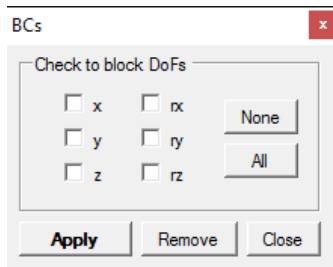 BCs x
Check to block DoFs
x rx
None
y ry
All
z rz
Apply Remove Close